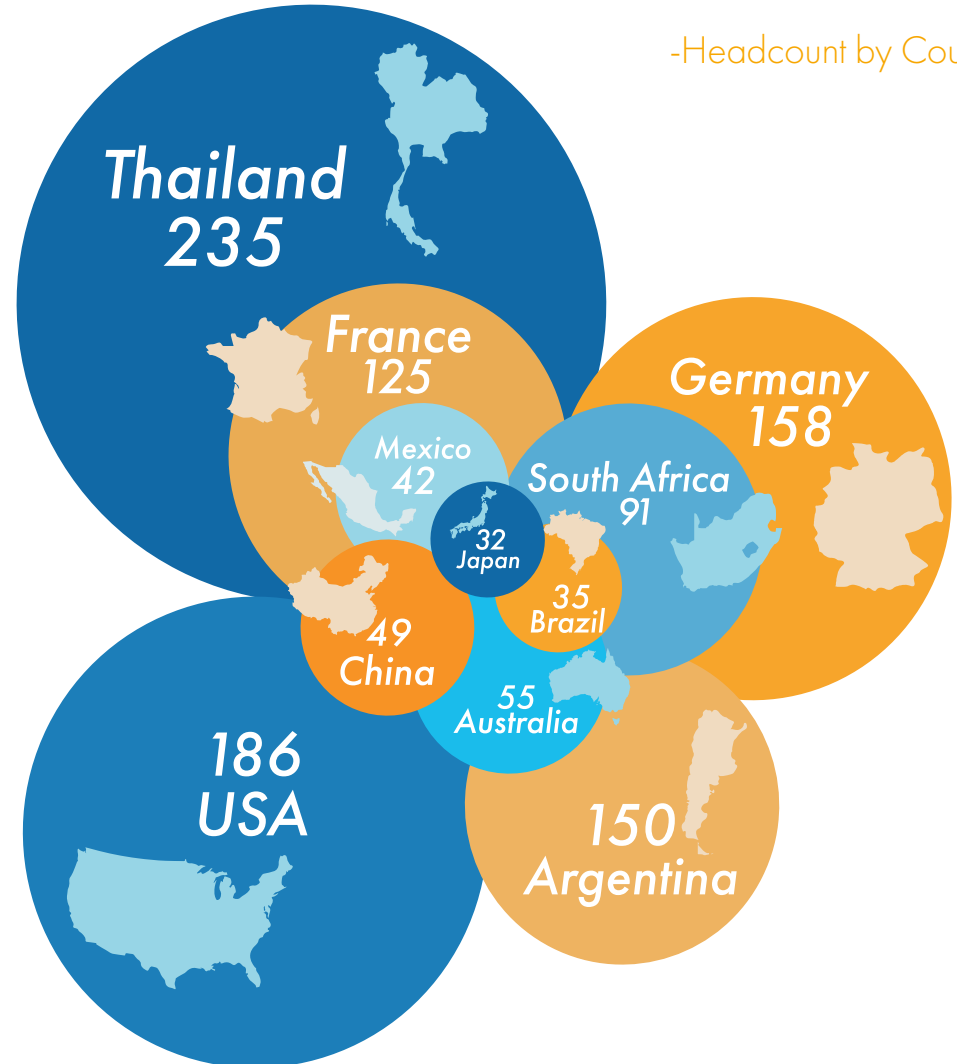 -Headcount by
Thailand
235
France
125
Germany
158
Mexico
42
South Africa
91
32
Japan
35
Brazil
49
China
55
Australia
186
USA
150
Argentina